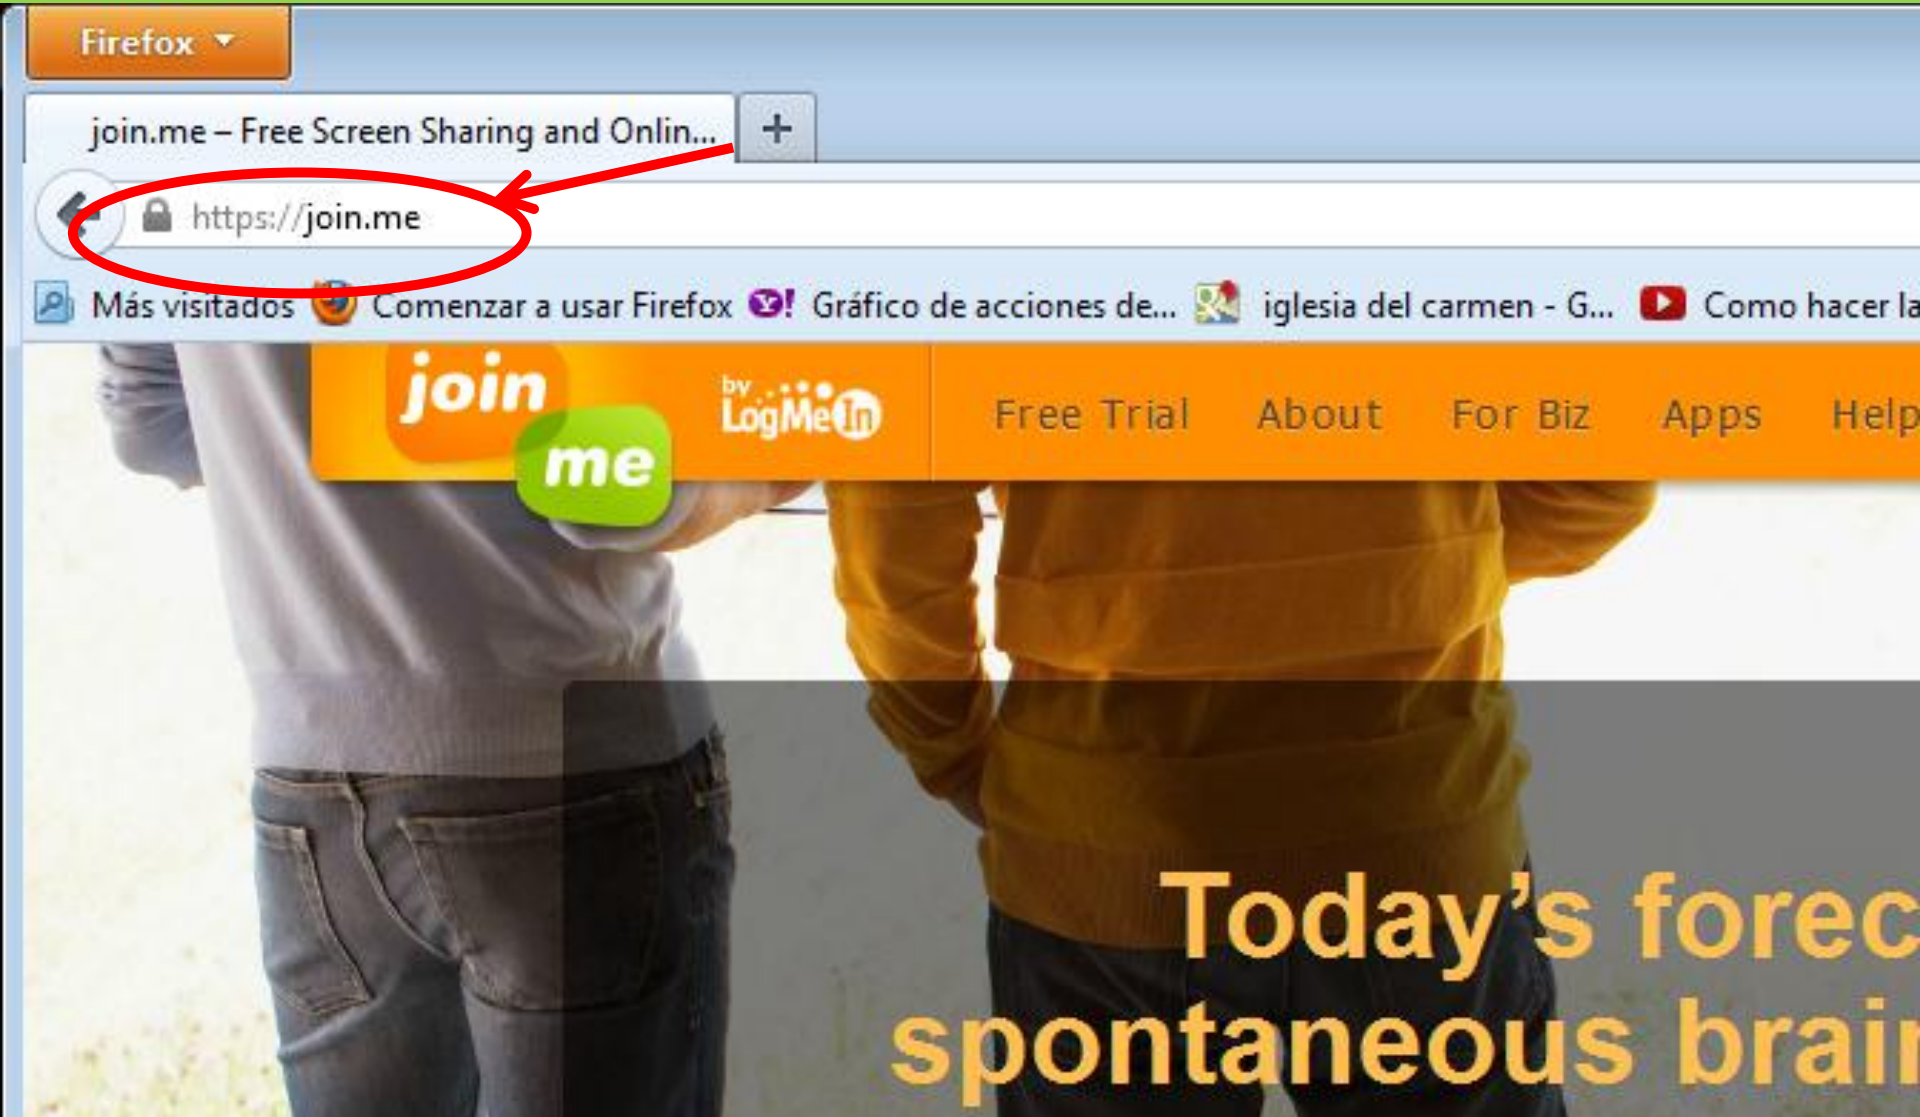 Firefox
join.me – Free Screen Sharing and Onlin...
+
https://join.me
Más visitados Comenzar a usar Firefox Y! Gráfico de acciones de... iglesia del carmen - G... Como hacer la
join me by LogMeIn Free Trial About For Biz Apps Help
Today’s forec
spontaneous brain